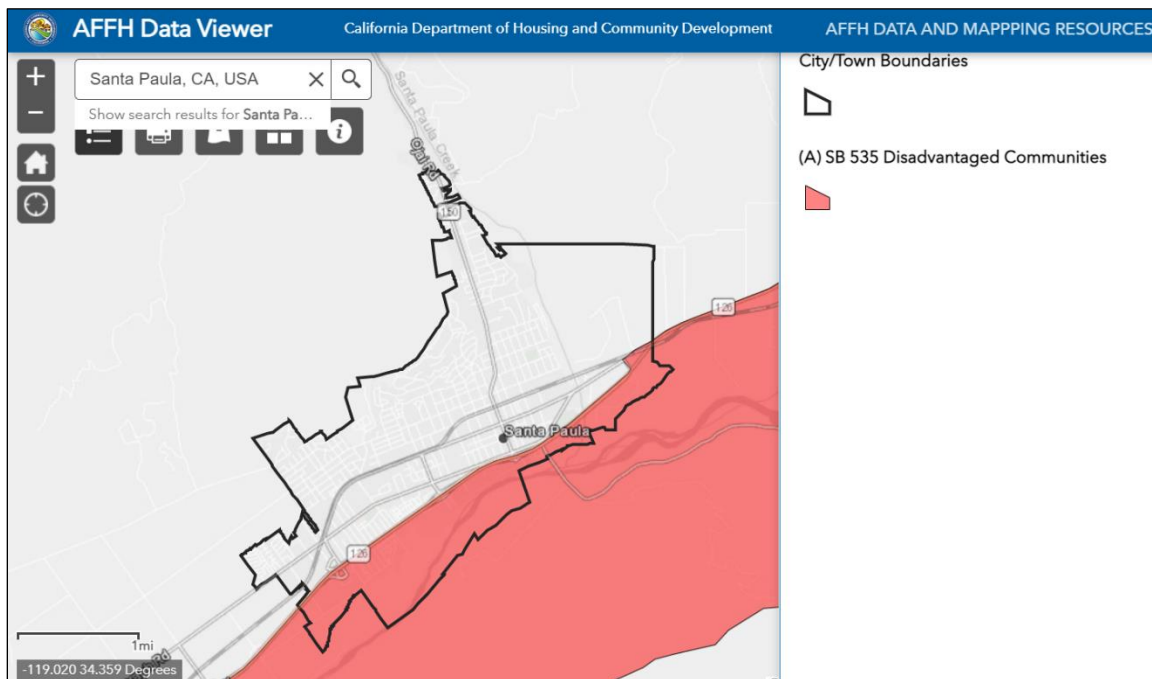 AFFH Data Viewer
California Department of Housing and Community Development
AFFH DATA AND MAPPPING RESOURCES
+
−
Santa Paula, CA, USA
Show search results for Santa Pa...
City/Town Boundaries
(A) SB 535 Disadvantaged Communities
Santa Paula Creek
Ojai Rd
150
126
Santa Paula
126
1mi
-119.020 34.359 Degrees